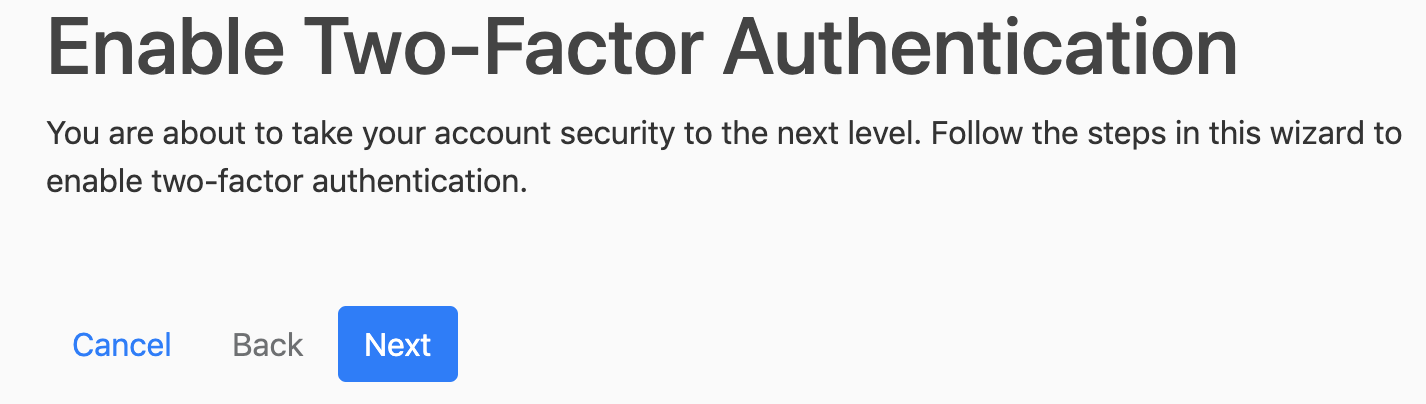 Enable Two-Factor Authentication
You are about to take your account security to the next level. Follow the steps in this wizard to
enable two-factor authentication.
Cancel Back Next